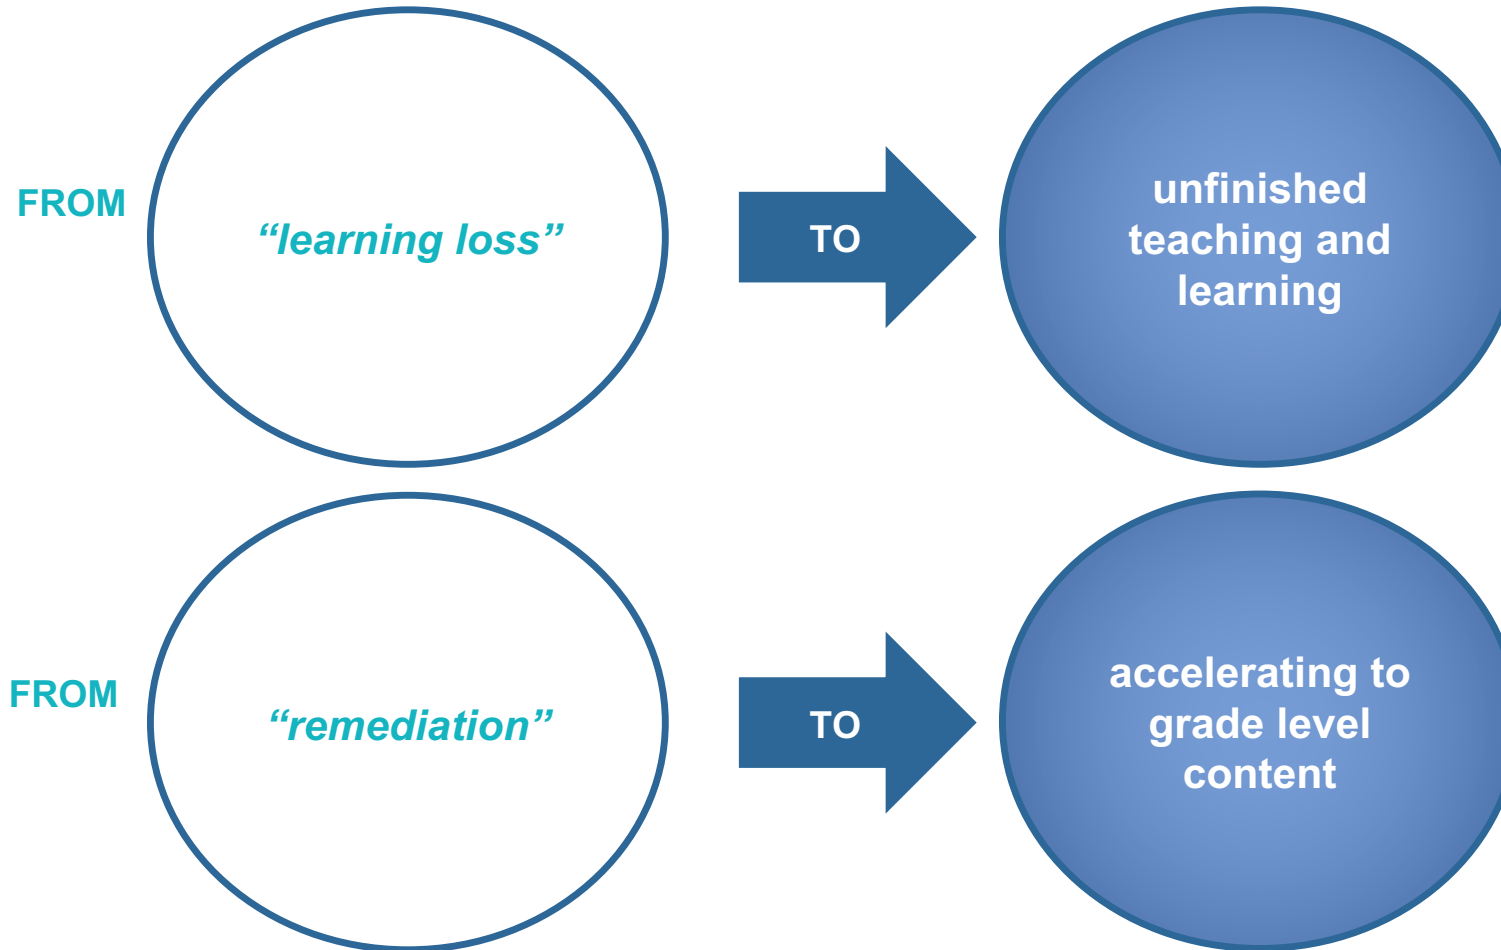 FROM
“learning loss”
TO
unfinished
teaching and
learning
FROM
“remediation”
TO
accelerating to
grade level
content